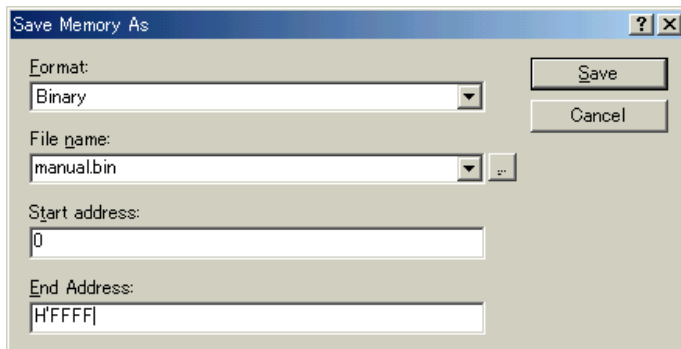 Save Memory As
Format:
Save
Binary
Cancel
File name:
manual.bin
...
Start address:
0
End Address:
H'FFFF